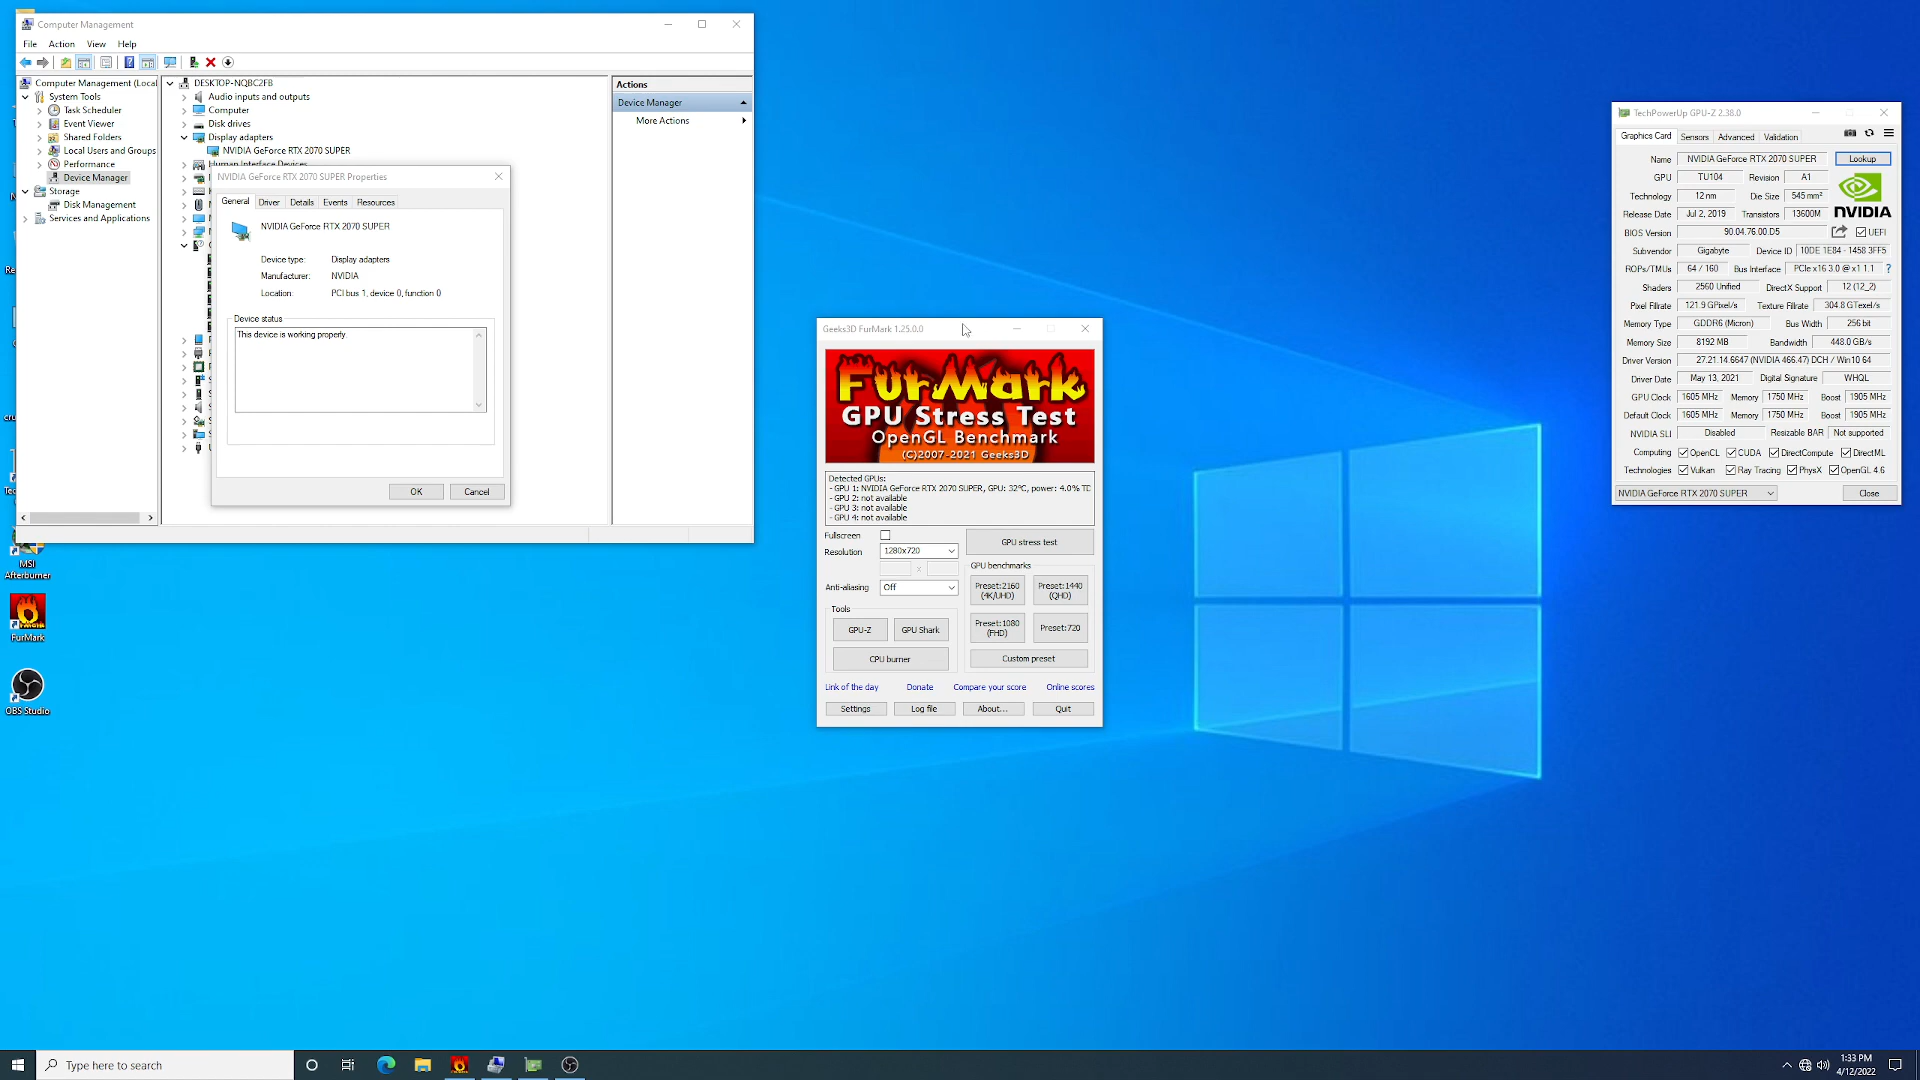 Computer Management
File Action View Help
Computer Management (Local
System Tools
Task Scheduler
Event Viewer
Shared Folders
Local Users and Groups
Performance
Device Manager
Storage
Disk Management
Services and Applications
DESKTOP-NQBC2FB
Audio inputs and outputs
Computer
Disk drives
Display adapters
NVIDIA GeForce RTX 2070 SUPER
Human Interface Devices
Actions
Device Manager
More Actions
NVIDIA GeForce RTX 2070 SUPER Properties
General Driver Details Events Resources
NVIDIA GeForce RTX 2070 SUPER
Device type: Display adapters
Manufacturer: NVIDIA
Location: PCI bus 1, device 0, function 0
Device status
This device is working properly.
OK Cancel
MSI
Afterburner
FurMark
OBS Studio
Geeks3D FurMark 1.25.0.0
FurMark
GPU Stress Test
OpenGL Benchmark
(C)2007-2021 Geeks3D
Detected GPUs:
- GPU 1: NVIDIA GeForce RTX 2070 SUPER, GPU: 32°C, power: 4.0% TD
- GPU 2: not available
- GPU 3: not available
- GPU 4: not available
Fullscreen
Resolution 1280x720
x
Anti-aliasing Off
GPU stress test
GPU benchmarks
Preset:2160
(4K/UHD)
Preset:1440
(QHD)
Preset:1080
(FHD)
Preset:720
Custom preset
Tools
GPU-Z GPU Shark
CPU burner
Link of the day Donate Compare your score Online scores
Settings Log file About... Quit
TechPowerUp GPU-Z 2.38.0
Graphics Card Sensors Advanced Validation
Name NVIDIA GeForce RTX 2070 SUPER Lookup
GPU TU104 Revision A1
Technology 12 nm Die Size 545 mm²
Release Date Jul 2, 2019 Transistors 13600M
NVIDIA
BIOS Version 90.04.76.00.D5 UEFI
Subvendor Gigabyte Device ID 10DE 1E84 - 1458 3FF5
ROPs/TMUs 64 / 160 Bus Interface PCIe x16 3.0 @ x1 1.1 ?
Shaders 2560 Unified DirectX Support 12 (12_2)
Pixel Fillrate 121.9 GPixel/s Texture Fillrate 304.8 GTexel/s
Memory Type GDDR6 (Micron) Bus Width 256 bit
Memory Size 8192 MB Bandwidth 448.0 GB/s
Driver Version 27.21.14.6647 (NVIDIA 466.47) DCH / Win10 64
Driver Date May 13, 2021 Digital Signature WHQL
GPU Clock 1605 MHz Memory 1750 MHz Boost 1905 MHz
Default Clock 1605 MHz Memory 1750 MHz Boost 1905 MHz
NVIDIA SLI Disabled Resizable BAR Not supported
Computing OpenCL CUDA DirectCompute DirectML
Technologies Vulkan Ray Tracing PhysX OpenGL 4.6
NVIDIA GeForce RTX 2070 SUPER Close
Type here to search
1:33 PM
4/12/2022